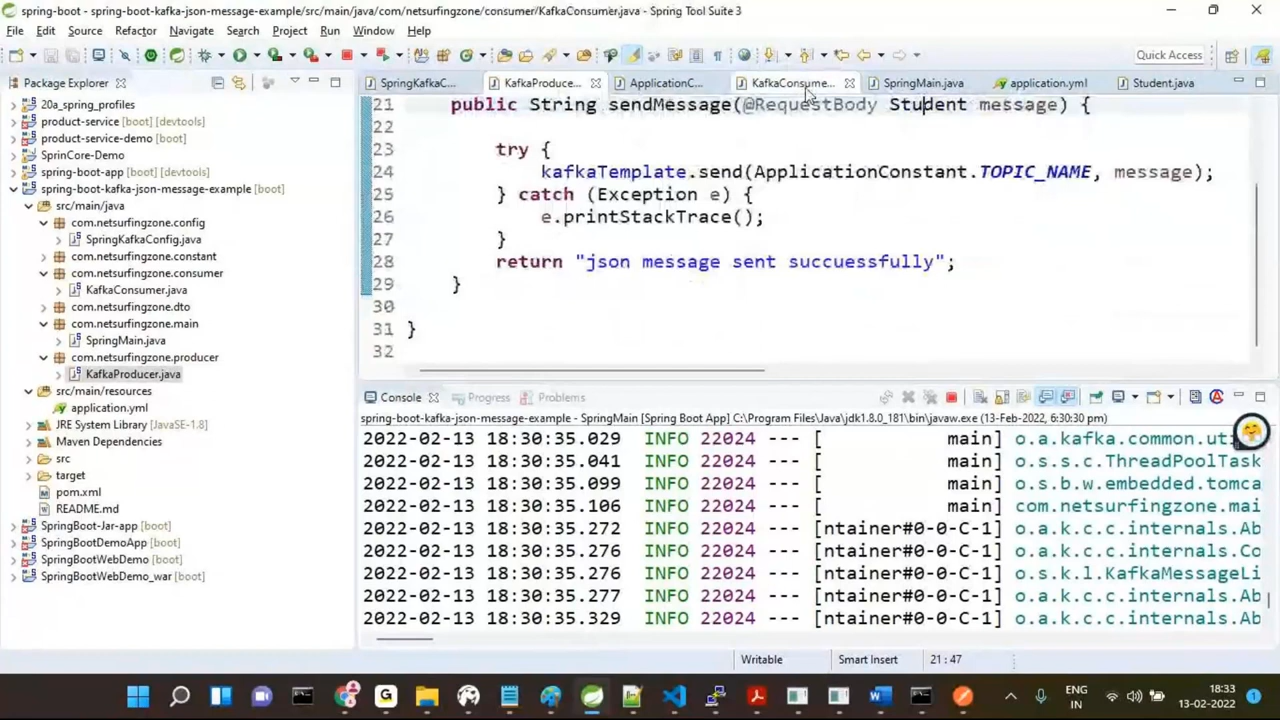 spring-boot - spring-boot-kafka-json-message-example/src/main/java/com/netsurfingzone/consumer/KafkaConsumer.java - Spring Tool Suite 3
File Edit Source Refactor Navigate Search Project Run Window Help
Quick Access
Package Explorer
SpringKafkaC...
KafkaProduce...
ApplicationC...
KafkaConsume...
SpringMain.java
application.yml
Student.java
20a_spring_profiles
product-service [boot] [devtools]
product-service-demo [boot]
SprinCore-Demo
spring-boot-app [boot] [devtools]
spring-boot-kafka-json-message-example [boot]
src/main/java
com.netsurfingzone.config
SpringKafkaConfig.java
com.netsurfingzone.constant
com.netsurfingzone.consumer
KafkaConsumer.java
com.netsurfingzone.dto
com.netsurfingzone.main
SpringMain.java
com.netsurfingzone.producer
KafkaProducer.java
src/main/resources
application.yml
JRE System Library [JavaSE-1.8]
Maven Dependencies
src
target
pom.xml
README.md
SpringBoot-Jar-app [boot]
SpringBootDemoApp [boot]
SpringBootWebDemo [boot]
SpringBootWebDemo_war [boot]
21 public String sendMessage(@RequestBody Student message) {
22
23 try {
24 kafkaTemplate.send(ApplicationConstant.TOPIC_NAME, message);
25 } catch (Exception e) {
26 e.printStackTrace();
27 }
28 return "json message sent succuessfully";
29 }
30
31 }
32
Console Progress Problems
spring-boot-kafka-json-message-example - SpringMain [Spring Boot App] C:\Program Files\Java\jdk1.8.0_181\bin\javaw.exe (13-Feb-2022, 6:30:30 pm)
2022-02-13 18:30:35.029 INFO 22024 --- [ main] o.a.kafka.common.uti
2022-02-13 18:30:35.041 INFO 22024 --- [ main] o.s.s.c.ThreadPoolTask
2022-02-13 18:30:35.099 INFO 22024 --- [ main] o.s.b.w.embedded.tomca
2022-02-13 18:30:35.106 INFO 22024 --- [ main] com.netsurfingzone.mai
2022-02-13 18:30:35.272 INFO 22024 --- [ntainer#0-0-C-1] o.a.k.c.c.internals.Ab
2022-02-13 18:30:35.276 INFO 22024 --- [ntainer#0-0-C-1] o.a.k.c.c.internals.Co
2022-02-13 18:30:35.276 INFO 22024 --- [ntainer#0-0-C-1] o.s.k.l.KafkaMessageLi
2022-02-13 18:30:35.277 INFO 22024 --- [ntainer#0-0-C-1] o.a.k.c.c.internals.Ab
2022-02-13 18:30:35.329 INFO 22024 --- [ntainer#0-0-C-1] o.a.k.c.c.internals.Ab
Writable Smart Insert 21 : 47
ENG
IN
18:33
13-02-2022